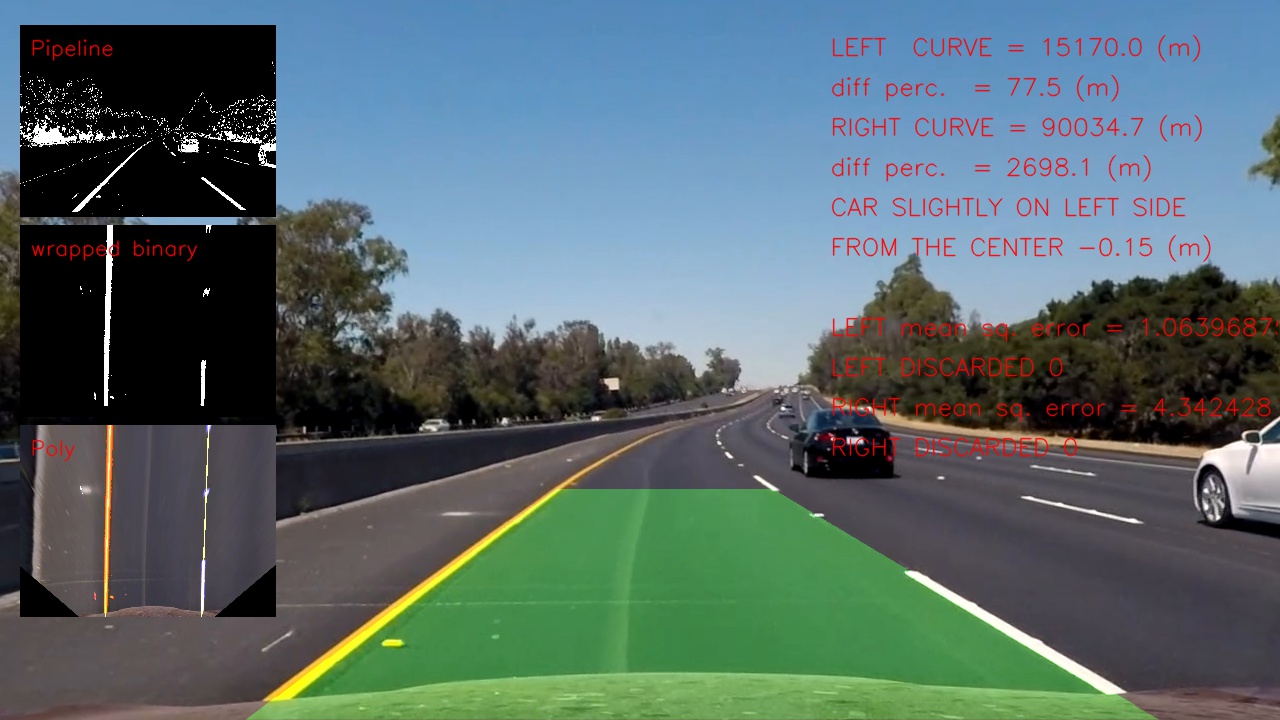 Pipeline
wrapped binary
Poly
LEFT CURVE = 15170.0 (m)
diff perc. = 77.5 (m)
RIGHT CURVE = 90034.7 (m)
diff perc. = 2698.1 (m)
CAR SLIGHTLY ON LEFT SIDE
FROM THE CENTER -0.15 (m)
LEFT mean sq. error = 1.0639687
LEFT DISCARDED 0
RIGHT mean sq. error = 4.342428
RIGHT DISCARDED 0